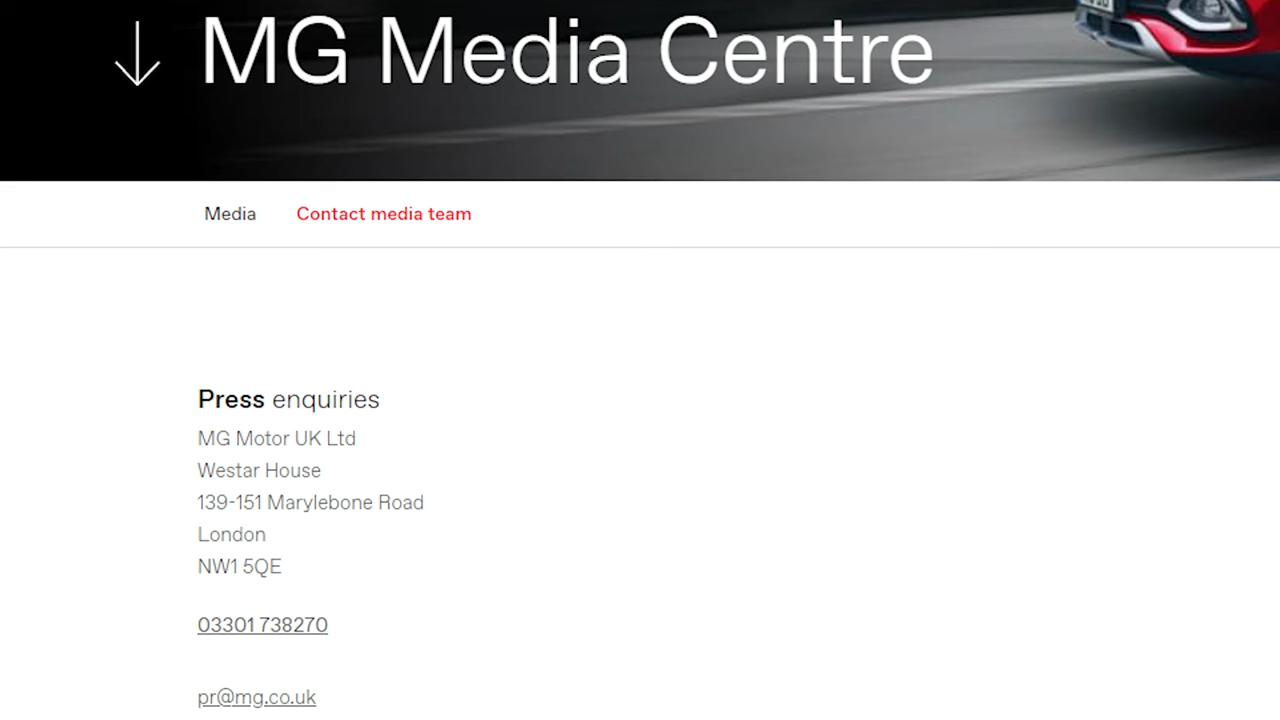 MG Media Centre
Media
Contact media team
Press enquiries
MG Motor UK Ltd
Westar House
139-151 Marylebone Road
London
NW1 5QE
03301 738270
pr@mg.co.uk